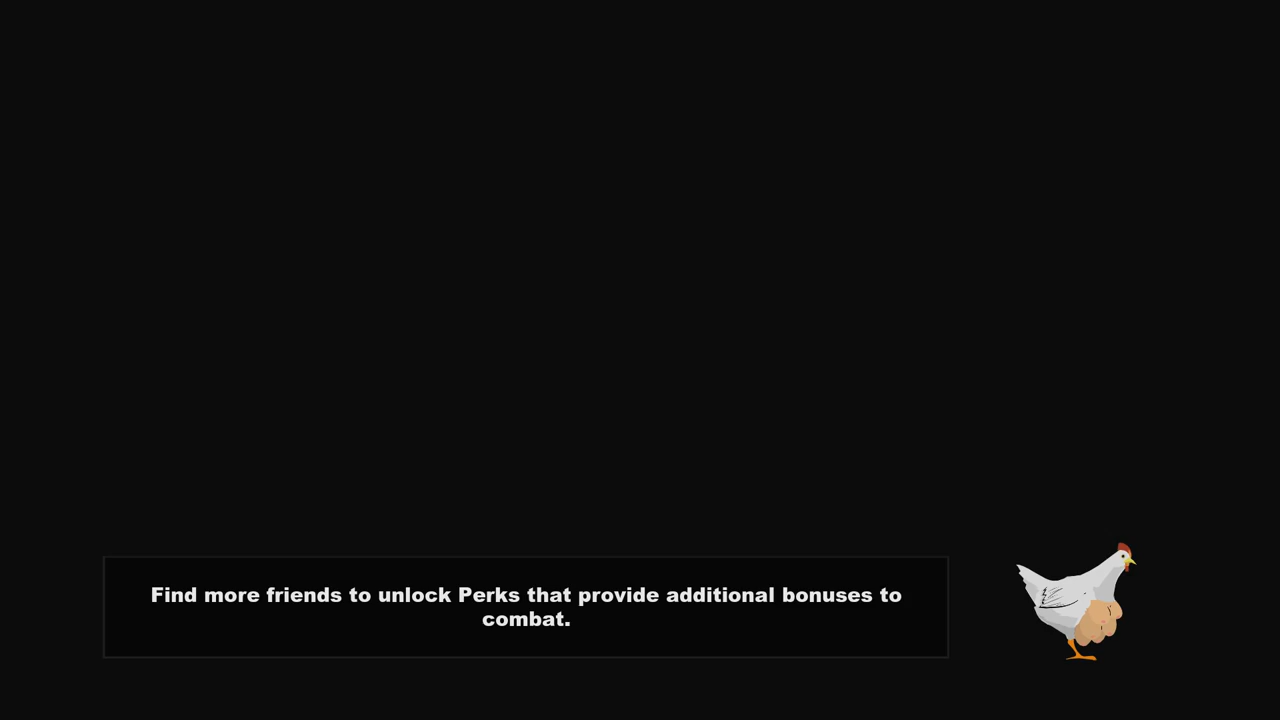 Find more friends to unlock Perks that provide additional bonuses to
combat.